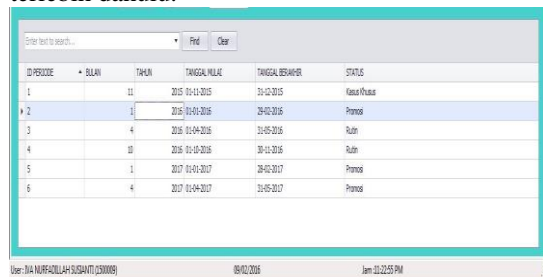 Enter text to search... Find Clear
ID PERIODE BULAN TAHUN TANGGAL MULAI TANGGAL BERAKHIR STATUS
1 11 2015 01-11-2015 31-12-2015 Kasus Khusus
2 1 2016 01-01-2016 29-02-2016 Promosi
3 4 2016 01-04-2016 31-05-2016 Rutin
4 10 2016 01-10-2016 30-11-2016 Rutin
5 1 2017 01-01-2017 28-02-2017 Promosi
6 4 2017 01-04-2017 31-05-2017 Promosi
User : IVA NURFADILLAH SUSIANTI (1500009) 09/02/2016 Jam :11:22:55 PM